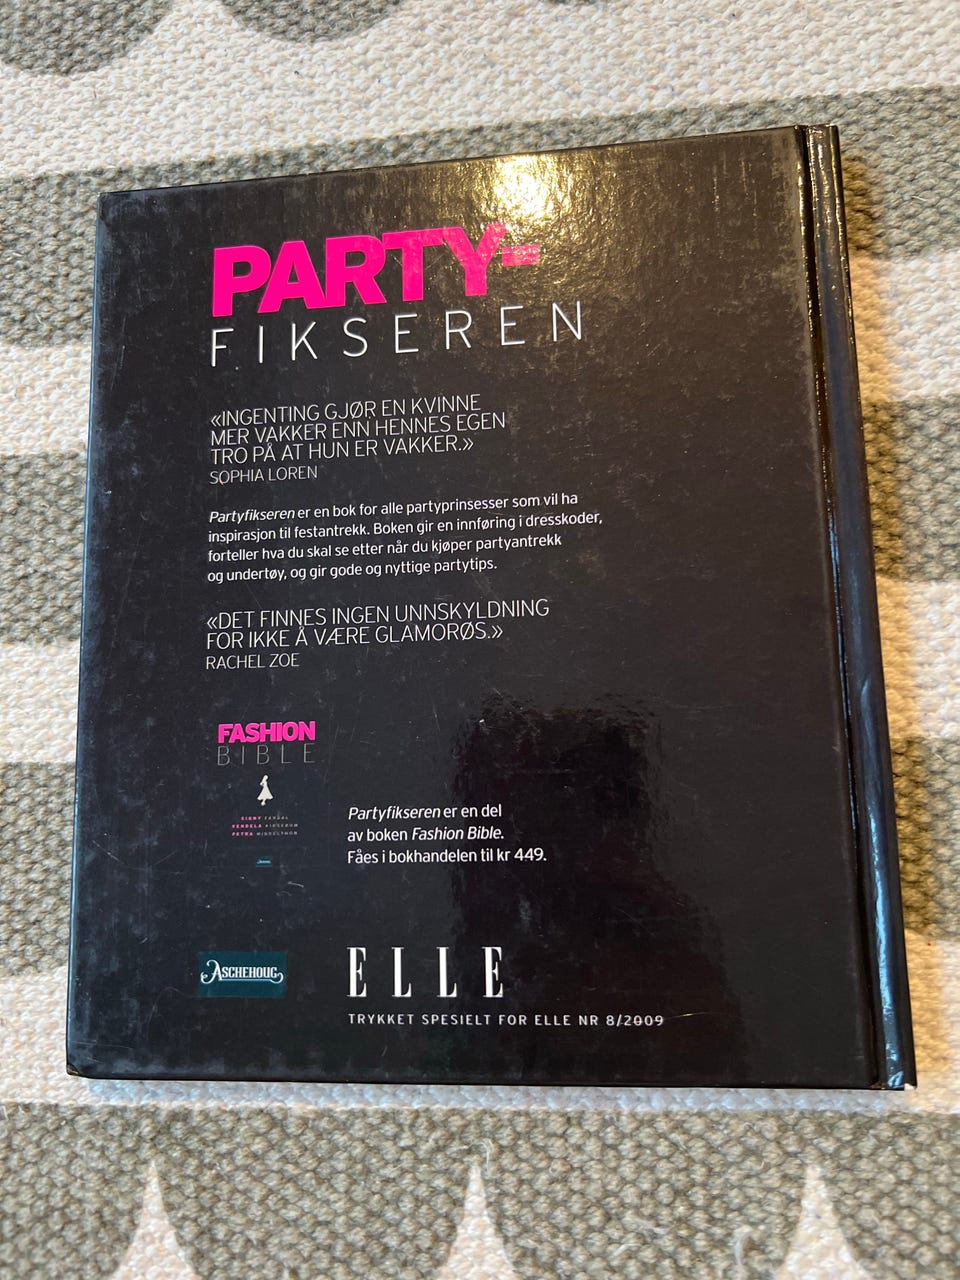 PARTY-
FIKSEREN
«INGENTING GJØR EN KVINNE
MER VAKKER ENN HENNES EGEN
TRO PÅ AT HUN ER VAKKER.»
SOPHIA LOREN
Partyfikseren er en bok for alle partyprinsesser som vil ha
inspirasjon til festantrekk. Boken gir en innføring i dresskoder,
forteller hva du skal se etter når du kjøper partyantrekk
og undertøy, og gir gode og nyttige partytips.
«DET FINNES INGEN UNNSKYLDNING
FOR IKKE Å VÆRE GLAMORØS.»
RACHEL ZOE
FASHION
BIBLE
VENDELA KIRSEBOM
PETRA MIDDELTHON
Partyfikseren er en del
av boken Fashion Bible.
Fåes i bokhandelen til kr 449.
ASCHEHOUG
ELLE
TRYKKET SPESIELT FOR ELLE NR 8/2009